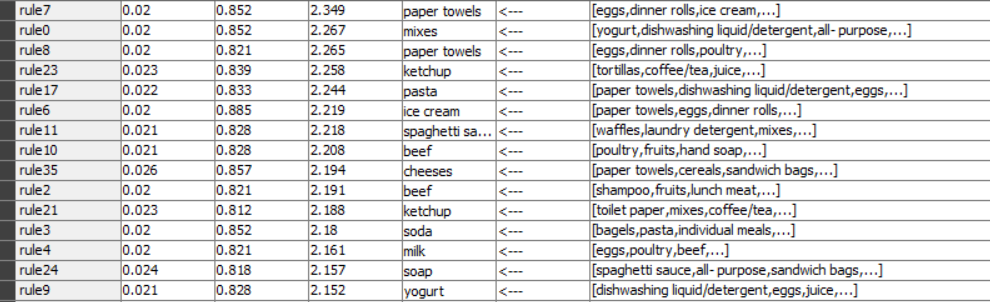 rule7 0.02 0.852 2.349 paper towels <--- [eggs,dinner rolls,ice cream,...]
rule0 0.02 0.852 2.267 mixes <--- [yogurt,dishwashing liquid/detergent,all- purpose,...]
rule8 0.02 0.821 2.265 paper towels <--- [eggs,dinner rolls,poultry,...]
rule23 0.023 0.839 2.258 ketchup <--- [tortillas,coffee/tea,juice,...]
rule17 0.022 0.833 2.244 pasta <--- [paper towels,dishwashing liquid/detergent,eggs,...]
rule6 0.02 0.885 2.219 ice cream <--- [paper towels,eggs,dinner rolls,...]
rule11 0.021 0.828 2.218 spaghetti sa... <--- [waffles,laundry detergent,mixes,...]
rule10 0.021 0.828 2.208 beef <--- [poultry,fruits,hand soap,...]
rule35 0.026 0.857 2.194 cheeses <--- [paper towels,cereals,sandwich bags,...]
rule2 0.02 0.821 2.191 beef <--- [shampoo,fruits,lunch meat,...]
rule21 0.023 0.812 2.188 ketchup <--- [toilet paper,mixes,coffee/tea,...]
rule3 0.02 0.852 2.18 soda <--- [bagels,pasta,individual meals,...]
rule4 0.02 0.821 2.161 milk <--- [eggs,poultry,beef,...]
rule24 0.024 0.818 2.157 soap <--- [spaghetti sauce,all- purpose,sandwich bags,...]
rule9 0.021 0.828 2.152 yogurt <--- [dishwashing liquid/detergent,eggs,juice,...]